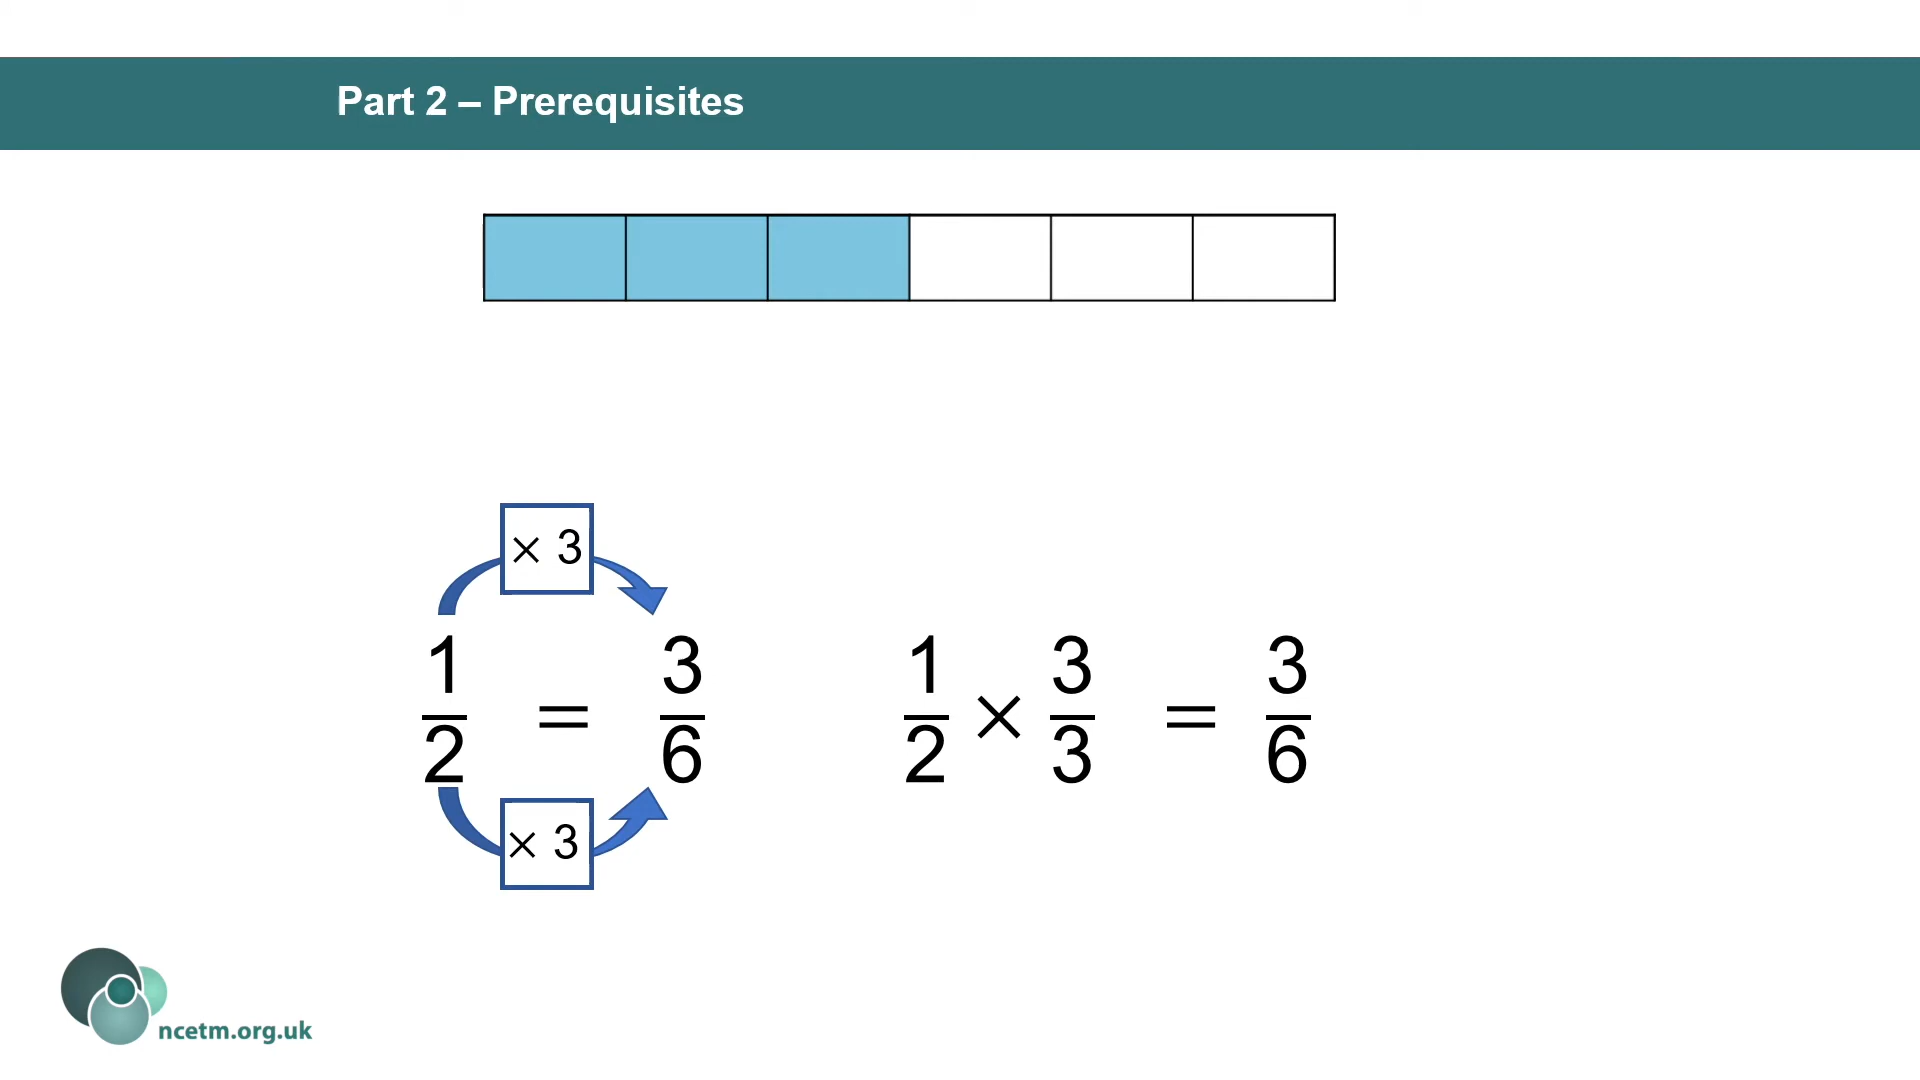 Part 2 – Prerequisites
× 3
1/2 = 3/6
1/2 × 3/3 = 3/6
× 3
ncetm.org.uk